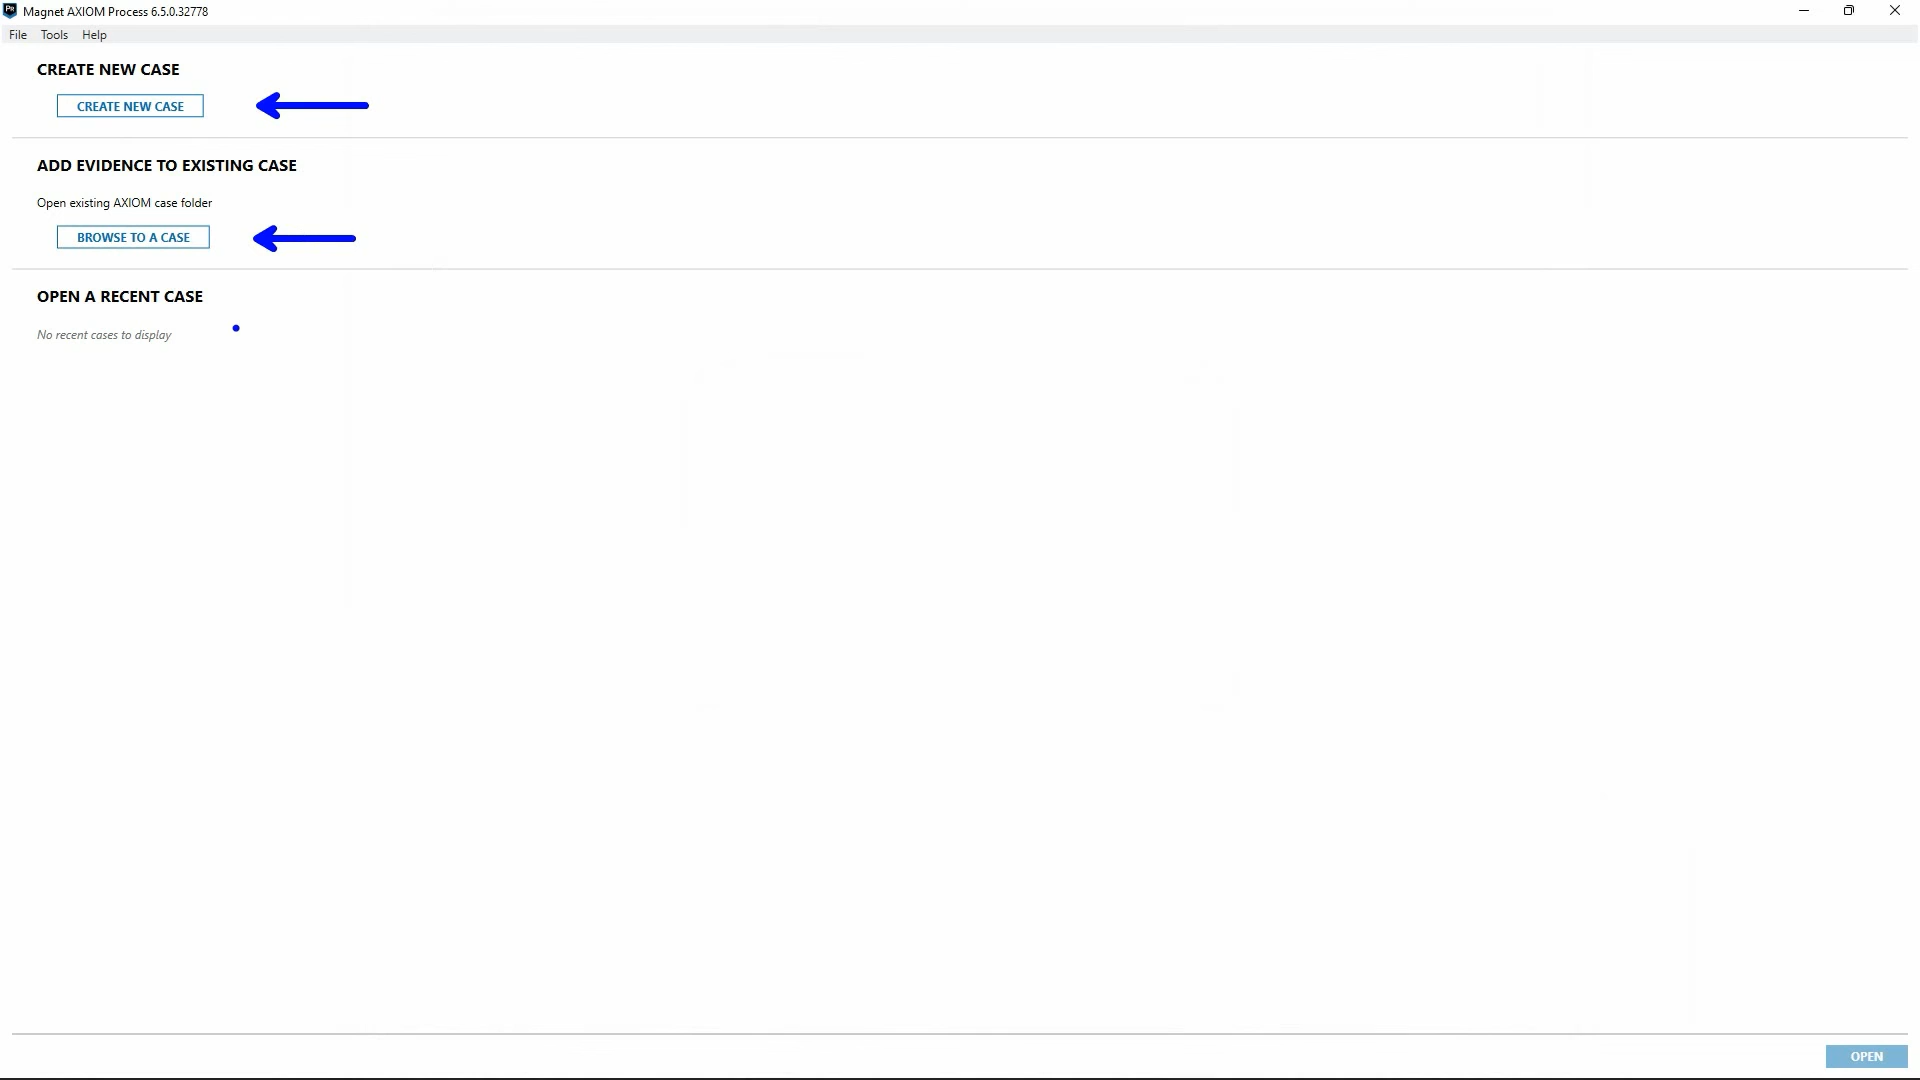 Magnet AXIOM Process 6.5.0.32778
File Tools Help
CREATE NEW CASE
CREATE NEW CASE
ADD EVIDENCE TO EXISTING CASE
Open existing AXIOM case folder
BROWSE TO A CASE
OPEN A RECENT CASE
No recent cases to display
OPEN